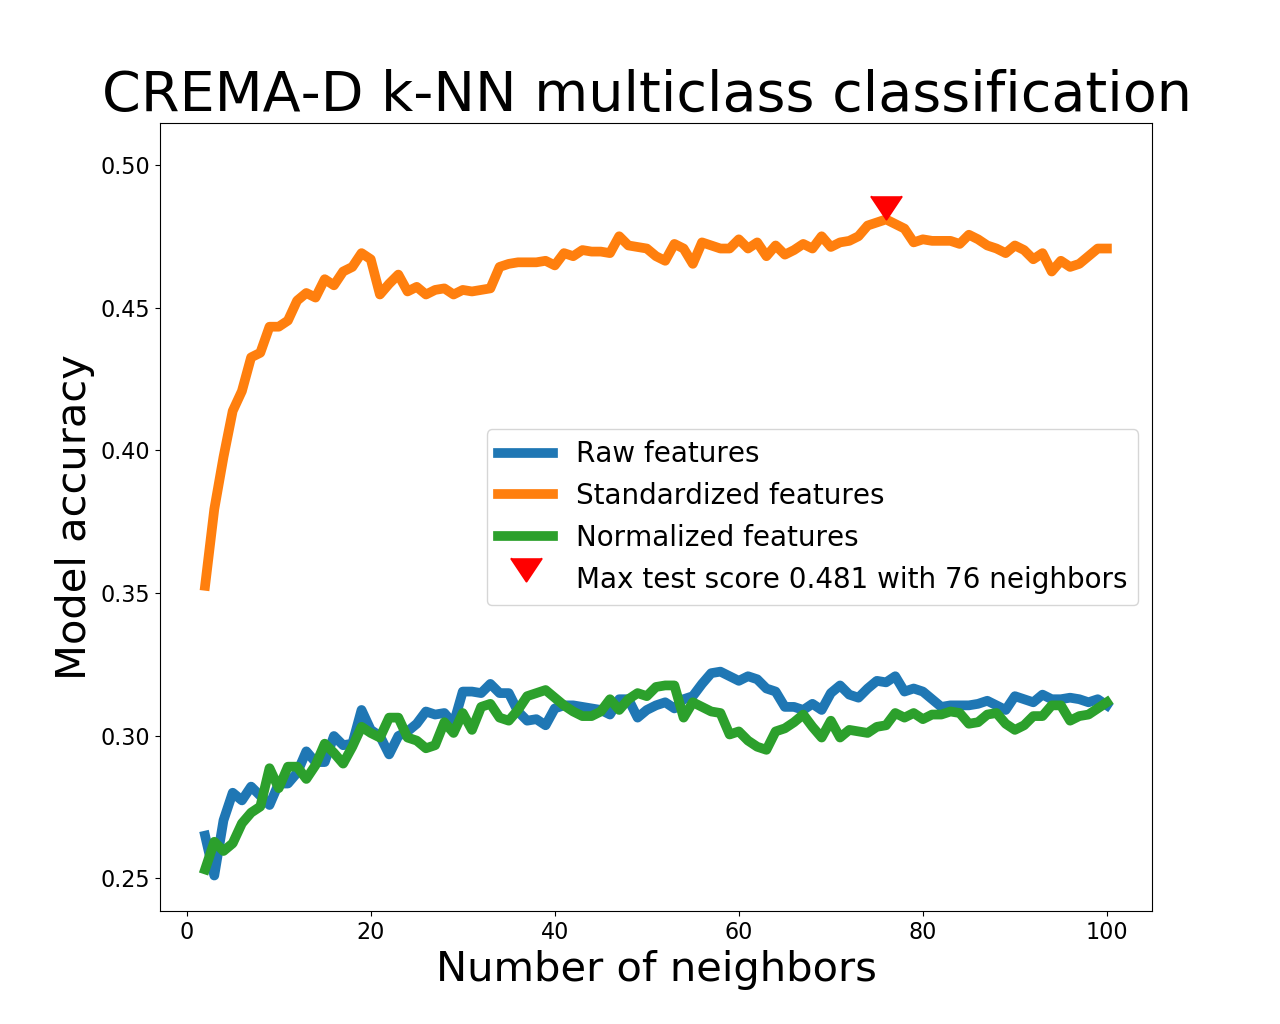 CREMA-D k-NN multiclass classification
Model accuracy
0.50
0.45
0.40
0.35
0.30
0.25
Raw features
Standardized features
Normalized features
Max test score 0.481 with 76 neighbors
0 20 40 60 80 100
Number of neighbors